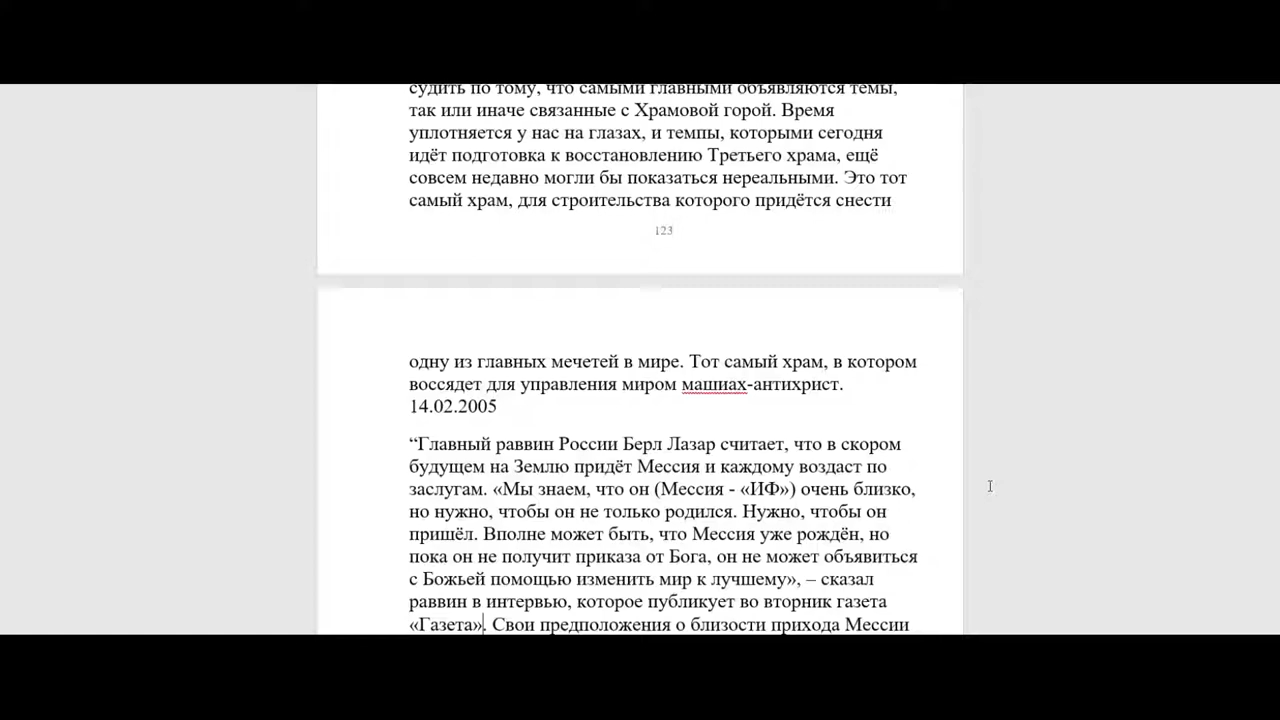 судить по тому, что самыми главными объявляются темы,
так или иначе связанные с Храмовой горой. Время
уплотняется у нас на глазах, и темпы, которыми сегодня
идёт подготовка к восстановлению Третьего храма, ещё
совсем недавно могли бы показаться нереальными. Это тот
самый храм, для строительства которого придётся снести
123
одну из главных мечетей в мире. Тот самый храм, в котором
воссядет для управления миром машиах-антихрист.
14.02.2005
“Главный раввин России Берл Лазар считает, что в скором
будущем на Землю придёт Мессия и каждому воздаст по
заслугам. «Мы знаем, что он (Мессия - «ИФ») очень близко,
но нужно, чтобы он не только родился. Нужно, чтобы он
пришёл. Вполне может быть, что Мессия уже рождён, но
пока он не получит приказа от Бога, он не может объявиться
с Божьей помощью изменить мир к лучшему», – сказал
раввин в интервью, которое публикует во вторник газета
«Газета». Свои предположения о близости прихода Мессии